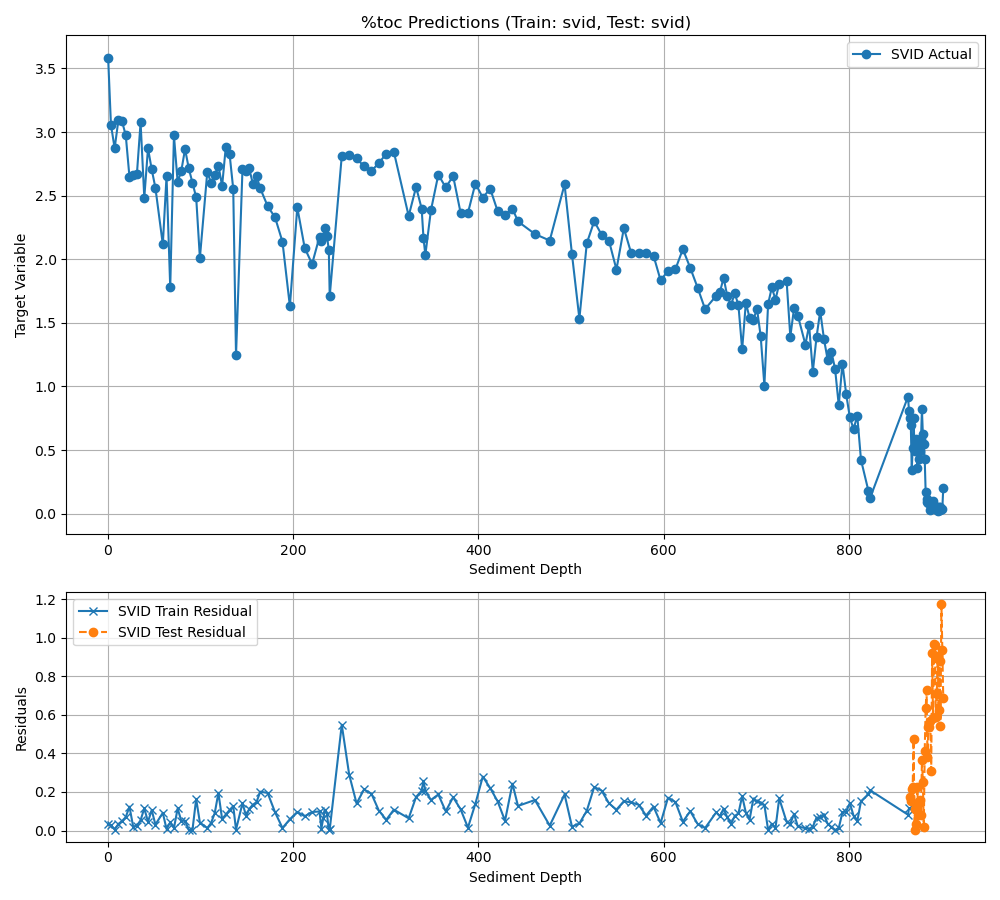 %toc Predictions (Train: svid, Test: svid)
SVID Actual
Target Variable
3.5
3.0
2.5
2.0
1.5
1.0
0.5
0.0
0 200 400 600 800
Sediment Depth
SVID Train Residual
SVID Test Residual
Residuals
1.2
1.0
0.8
0.6
0.4
0.2
0.0
0 200 400 600 800
Sediment Depth